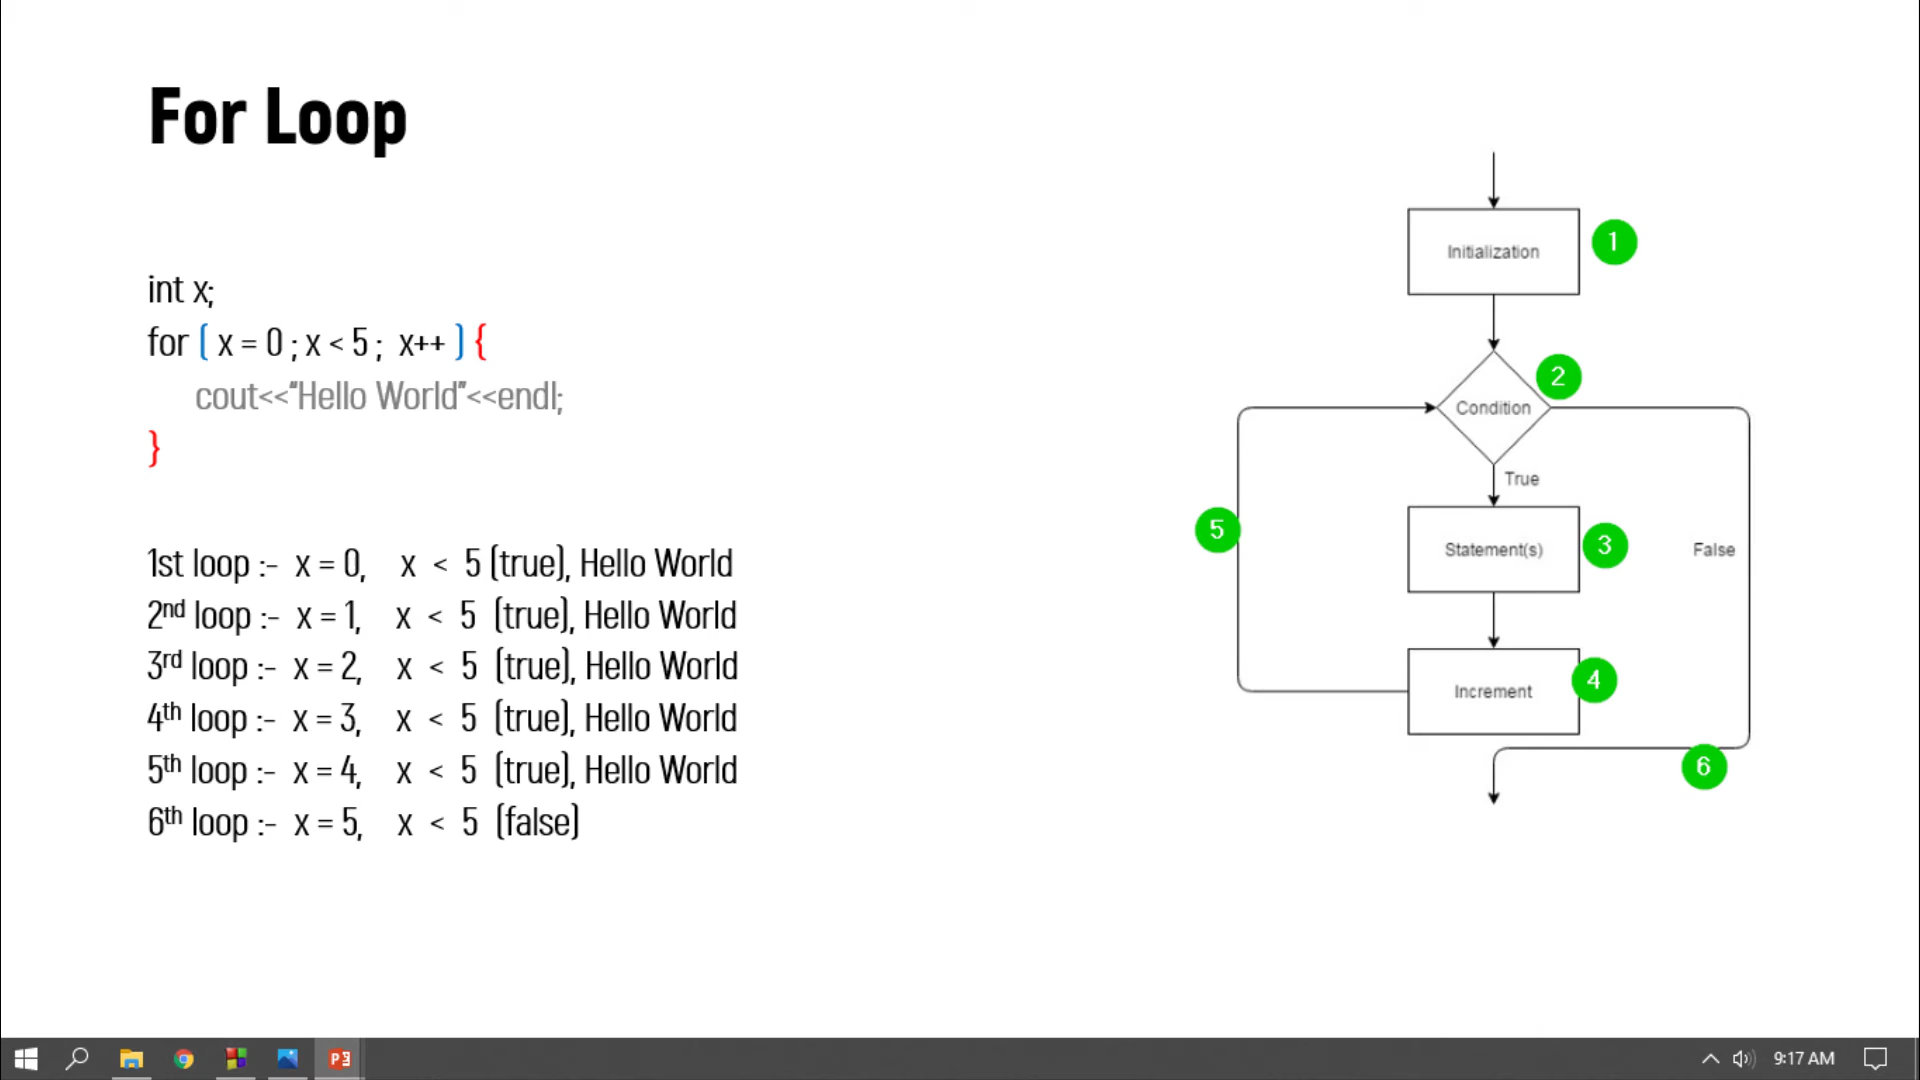 For Loop
int x;
for ( x = 0 ; x < 5 ; x++ ) {
cout<<“Hello World”<<endl;
}
1st loop :- x = 0, x < 5 (true), Hello World
2nd loop :- x = 1, x < 5 (true), Hello World
3rd loop :- x = 2, x < 5 (true), Hello World
4th loop :- x = 3, x < 5 (true), Hello World
5th loop :- x = 4, x < 5 (true), Hello World
6th loop :- x = 5, x < 5 (false)
Initialization
1
2
Condition
True
5
Statement(s)
3
False
Increment
4
6
P3
9:17 AM